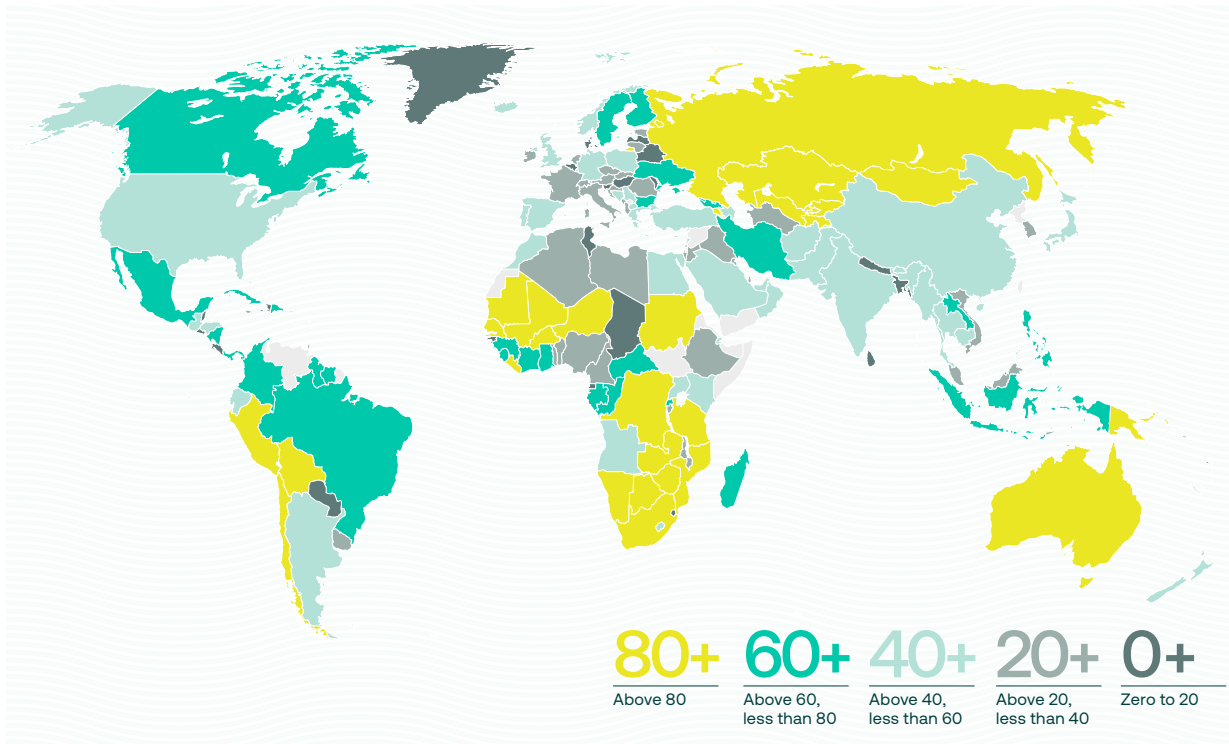 80+ 60+ 40+ 20+ 0+
Above 80
Above 60,
less than 80
Above 40,
less than 60
Above 20,
less than 40
Zero to 20